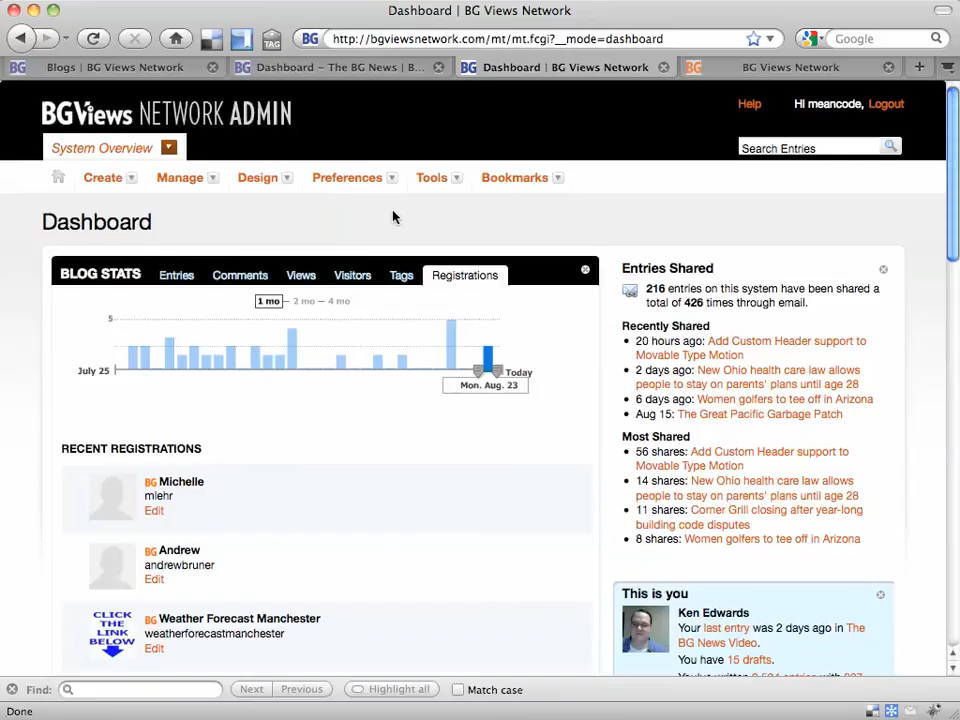 Dashboard | BG Views Network
BG http://bgviewsnetwork.com/mt/mt.fcgi?__mode=dashboard Google
TAG
BG Blogs | BG Views Network
BG Dashboard – The BG News | B...
BG Dashboard | BG Views Network
BG BG Views Network
BGViews NETWORK ADMIN
Help Hi meancode, Logout
System Overview
Search Entries
Create Manage Design Preferences Tools Bookmarks
Dashboard
BLOG STATS Entries Comments Views Visitors Tags Registrations
1 mo – 2 mo — 4 mo
5
July 25
Today
Mon. Aug. 23
RECENT REGISTRATIONS
BG Michelle
mlehr
Edit
BG Andrew
andrewbruner
Edit
CLICK
THE
LINK
BELOW
BG Weather Forecast Manchester
weatherforecastmanchester
Edit
Entries Shared
216 entries on this system have been shared a
total of 426 times through email.
Recently Shared
20 hours ago: Add Custom Header support to
Movable Type Motion
2 days ago: New Ohio health care law allows
people to stay on parents' plans until age 28
6 days ago: Women golfers to tee off in Arizona
Aug 15: The Great Pacific Garbage Patch
Most Shared
56 shares: Add Custom Header support to
Movable Type Motion
14 shares: New Ohio health care law allows
people to stay on parents' plans until age 28
11 shares: Corner Grill closing after year-long
building code disputes
8 shares: Women golfers to tee off in Arizona
This is you
Ken Edwards
Your last entry was 2 days ago in The
BG News Video.
You have 15 drafts.
Find: Next Previous Highlight all Match case
Done